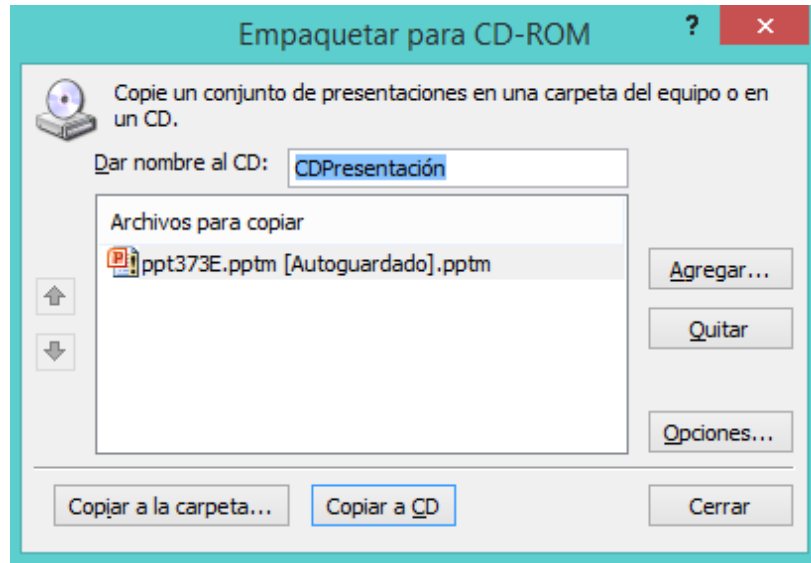 Empaquetar para CD-ROM
?
×
Copie un conjunto de presentaciones en una carpeta del equipo o en
un CD.
Dar nombre al CD:
CDPresentación
Archivos para copiar
ppt373E.pptm [Autoguardado].pptm
Agregar...
Quitar
Opciones...
Copiar a la carpeta...
Copiar a CD
Cerrar